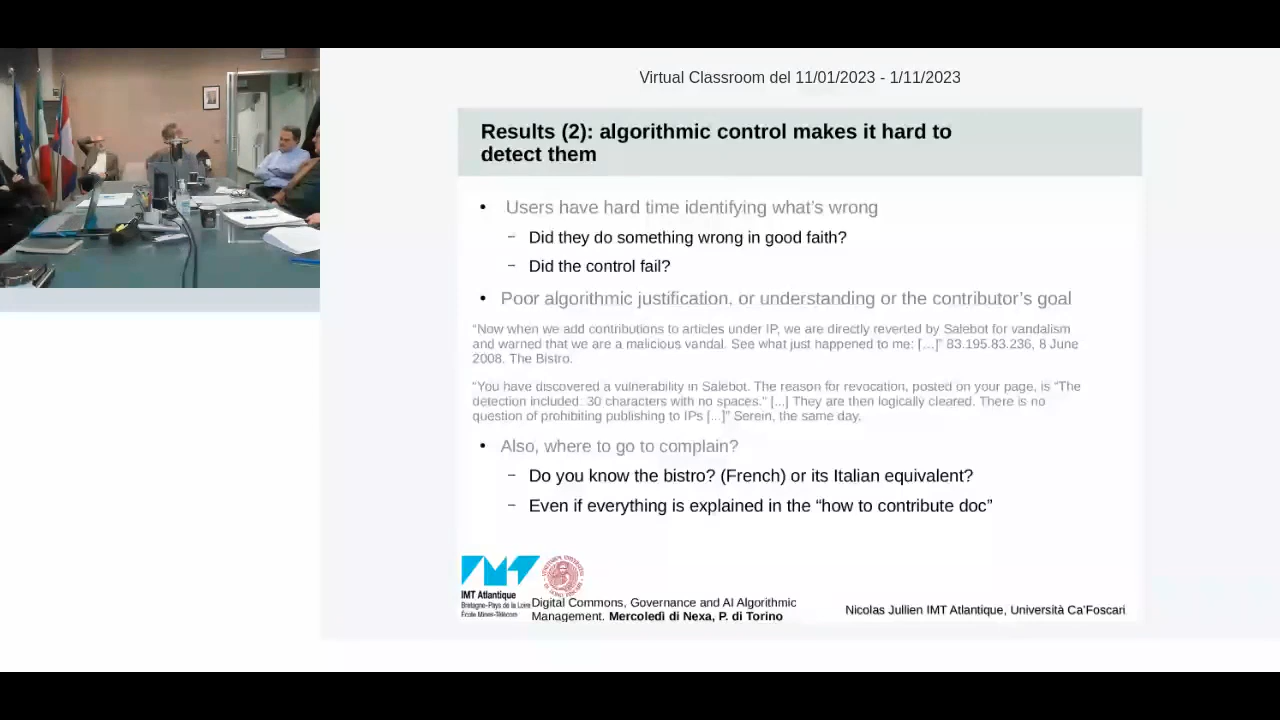 Virtual Classroom del 11/01/2023 - 1/11/2023
Results (2): algorithmic control makes it hard to
detect them
• Users have hard time identifying what's wrong
– Did they do something wrong in good faith?
– Did the control fail?
• Poor algorithmic justification, or understanding or the contributor's goal
“Now when we add contributions to articles under IP, we are directly reverted by Salebot for vandalism
and warned that we are a malicious vandal. See what just happened to me: [...]” 83.195.83.236, 8 June
2008. The Bistro.
“You have discovered a vulnerability in Salebot. The reason for revocation, posted on your page, is “The
detection included: 30 characters with no spaces.” [...] They are then logically cleared. There is no
question of prohibiting publishing to IPs [...]” Serein, the same day.
• Also, where to go to complain?
– Do you know the bistro? (French) or its Italian equivalent?
– Even if everything is explained in the “how to contribute doc”
IMT Atlantique
Bretagne-Pays de la Loire
École Mines-Télécom
Digital Commons, Governance and AI Algorithmic
Management. Mercoledì di Nexa, P. di Torino
Nicolas Jullien IMT Atlantique, Università Ca'Foscari